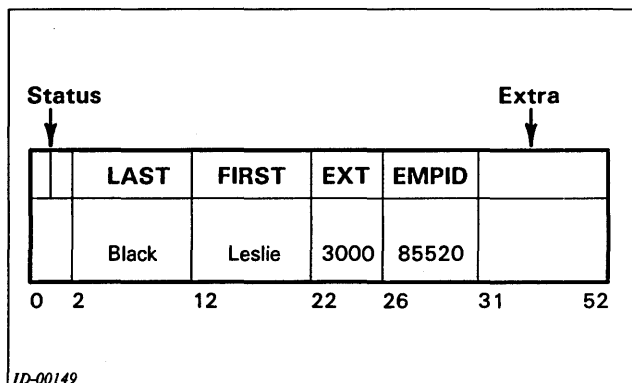 Status Extra
LAST FIRST EXT EMPID
Black Leslie 3000 85520
0 2 12 22 26 31 52
ID-00149